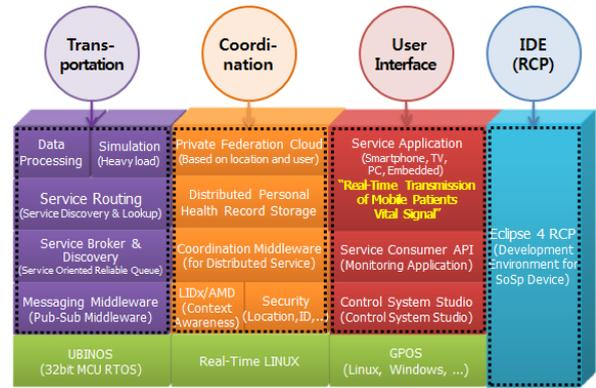 Trans-
portation
Coordi-
nation
User
Interface
IDE
(RCP)
Data
Processing
Simulation
(Heavy load)
Service Routing
(Service Discovery & Lookup)
Service Broker &
Discovery
(Service Oriented Reliable Queue)
Messaging Middleware
(Pub-Sub Middleware)
UBINOS
(32bit MCU RTOS)
Private Federation Cloud
(Based on location and user)
Distributed Personal
Health Record Storage
Coordination Middleware
(for Distributed Service)
LIDx/AMD
(Context
Awareness)
Security
(Location,ID,...)
Real-Time LINUX
Service Application
(Smartphone, TV,
PC, Embedded)
“Real-Time Transmission
of Mobile Patients
Vital Signal”
Service Consumer API
(Monitoring Application)
Control System Studio
(Control System Studio)
GPOS
(Linux, Windows, ...)
Eclipse 4 RCP
(Development
Environment for
SoSp Device)